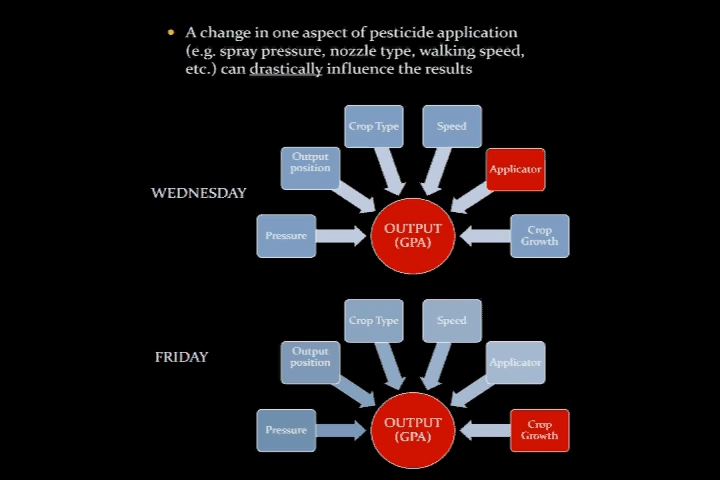 A change in one aspect of pesticide application
(e.g. spray pressure, nozzle type, walking speed,
etc.) can drastically influence the results
WEDNESDAY
Pressure
Output
position
Crop Type
Speed
Applicator
Crop
Growth
OUTPUT
(GPA)
FRIDAY
Pressure
Output
position
Crop Type
Speed
Applicator
Crop
Growth
OUTPUT
(GPA)